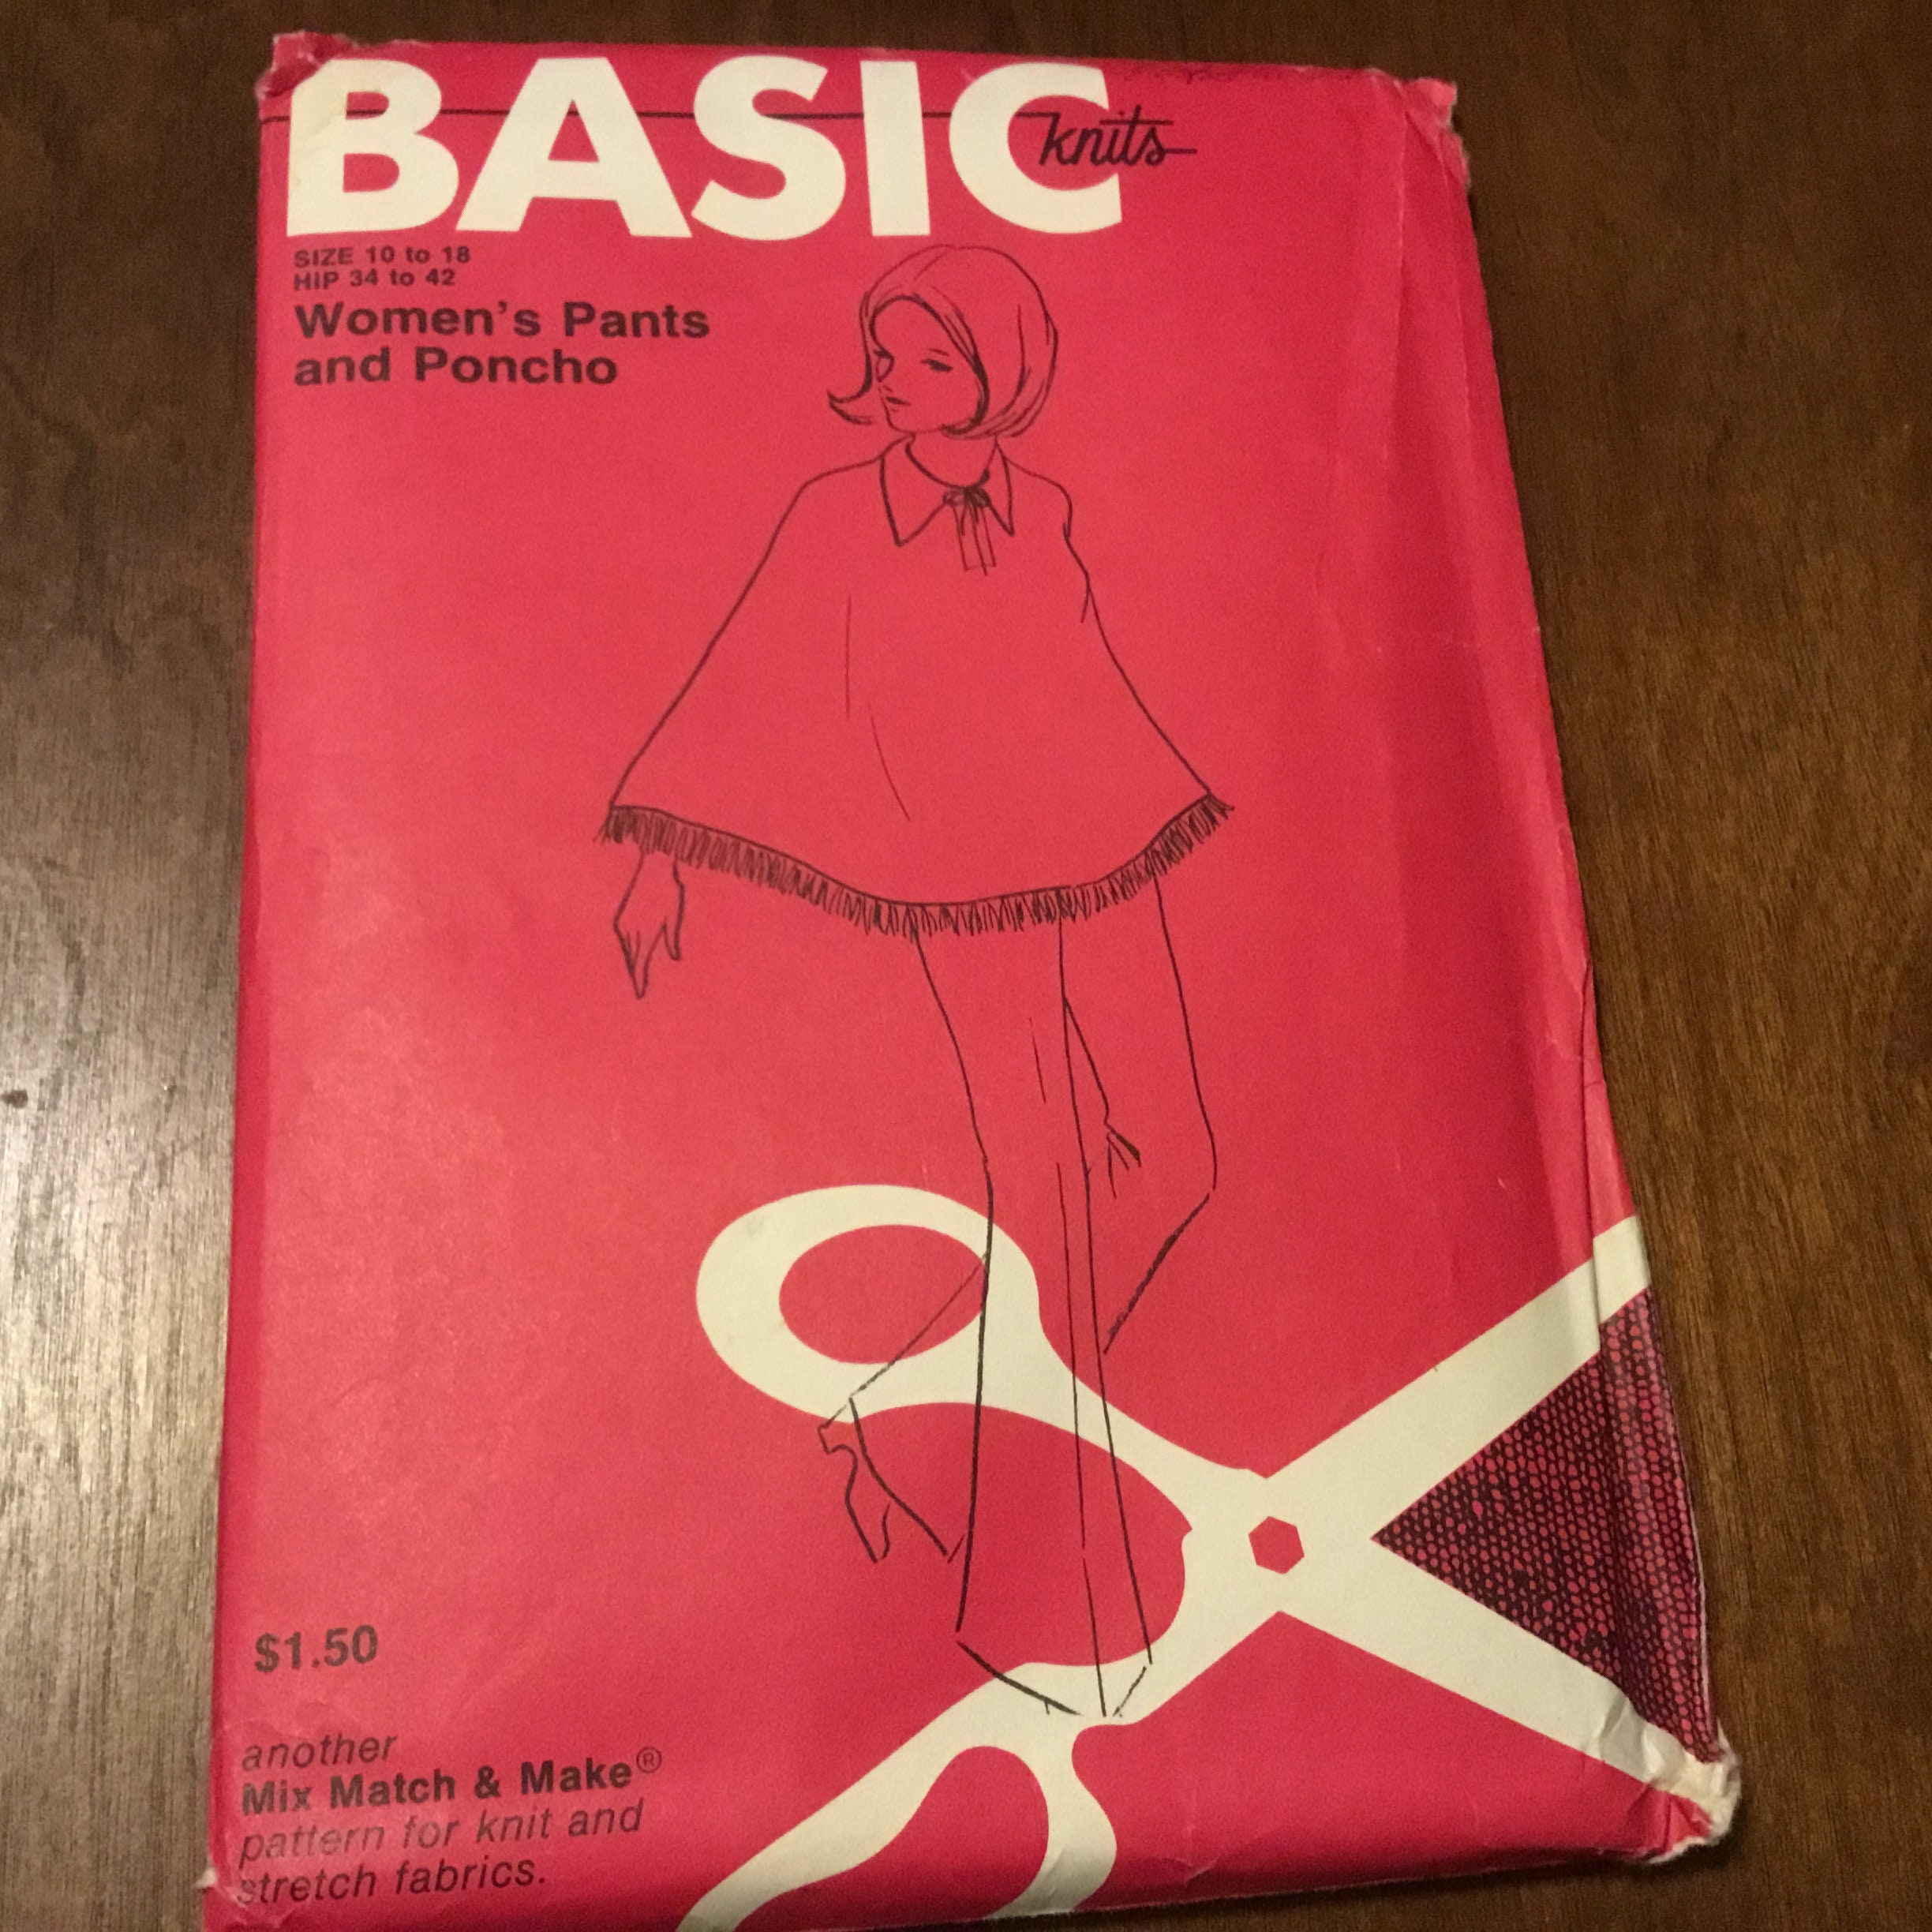 BASIC knits
SIZE 10 to 18
HIP 34 to 42
Women's Pants
and Poncho
$1.50
another
Mix Match & Make®
pattern for knit and
stretch fabrics.